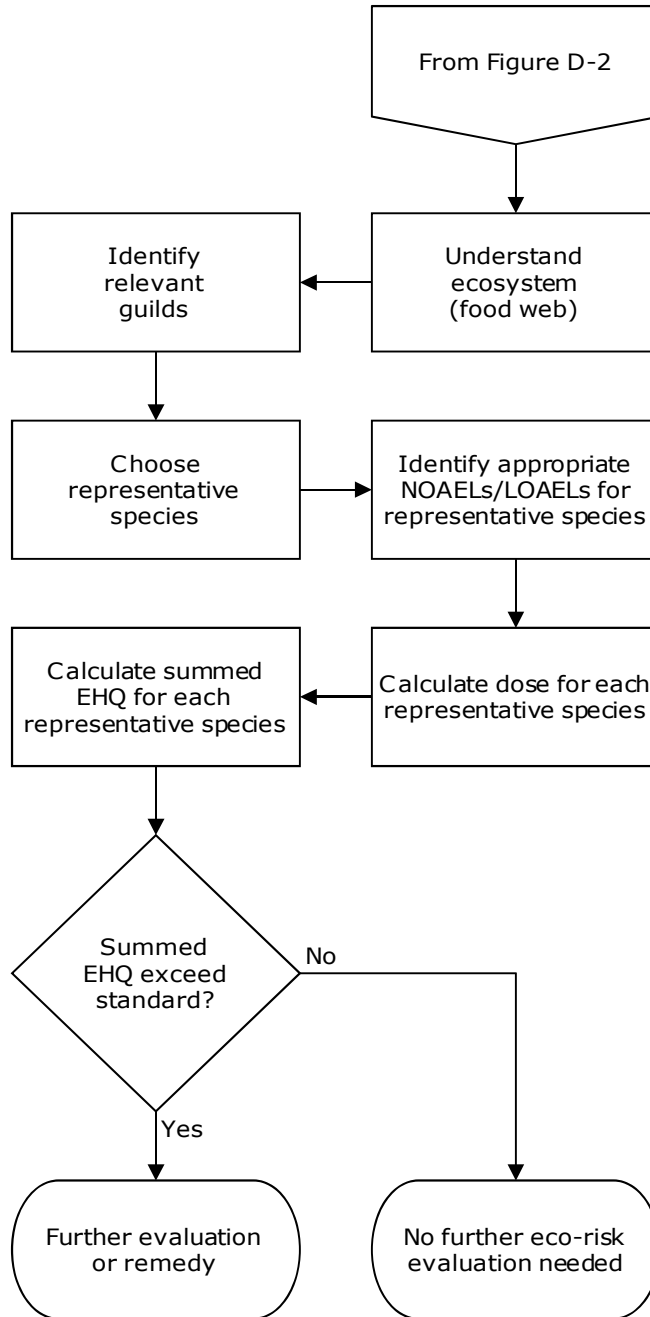 From Figure D-2
Understand
ecosystem
(food web)
Identify
relevant
guilds
Choose
representative
species
Identify appropriate
NOAELs/LOAELs for
representative species
Calculate dose for each
representative species
Calculate summed
EHQ for each
representative species
Summed
EHQ exceed
standard?
No
Yes
Further evaluation
or remedy
No further eco-risk
evaluation needed